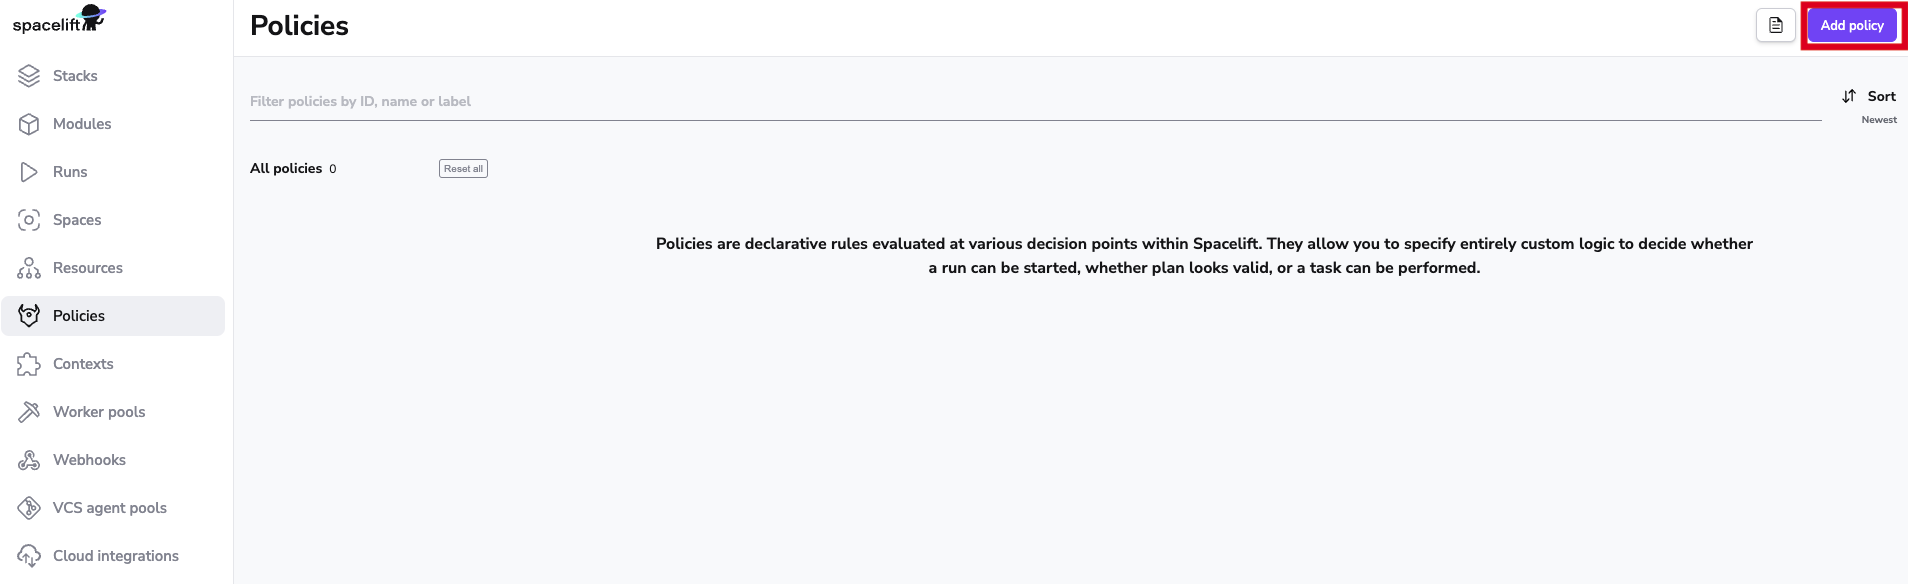 spacelift
Policies
Add policy
Stacks
Modules
Runs
Spaces
Resources
Policies
Contexts
Worker pools
Webhooks
VCS agent pools
Cloud integrations
Filter policies by ID, name or label
Sort
Newest
All policies 0
Reset all
Policies are declarative rules evaluated at various decision points within Spacelift. They allow you to specify entirely custom logic to decide whether
a run can be started, whether plan looks valid, or a task can be performed.